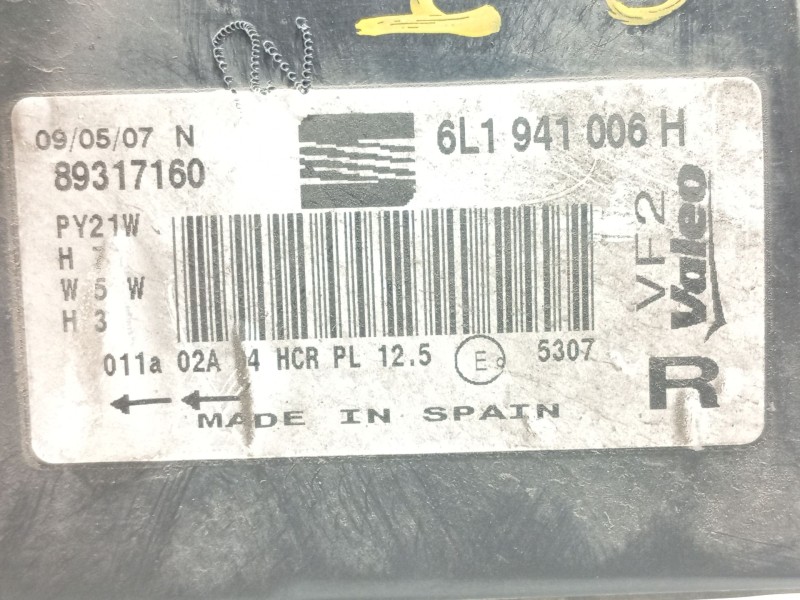 09/05/07 N
6L1 941 006 H
89317160
PY21W
H 7
W 5 W
H 3
VF2
Valeo
011a 02A 4 HCR PL 12.5 E 5307
R
MADE IN SPAIN